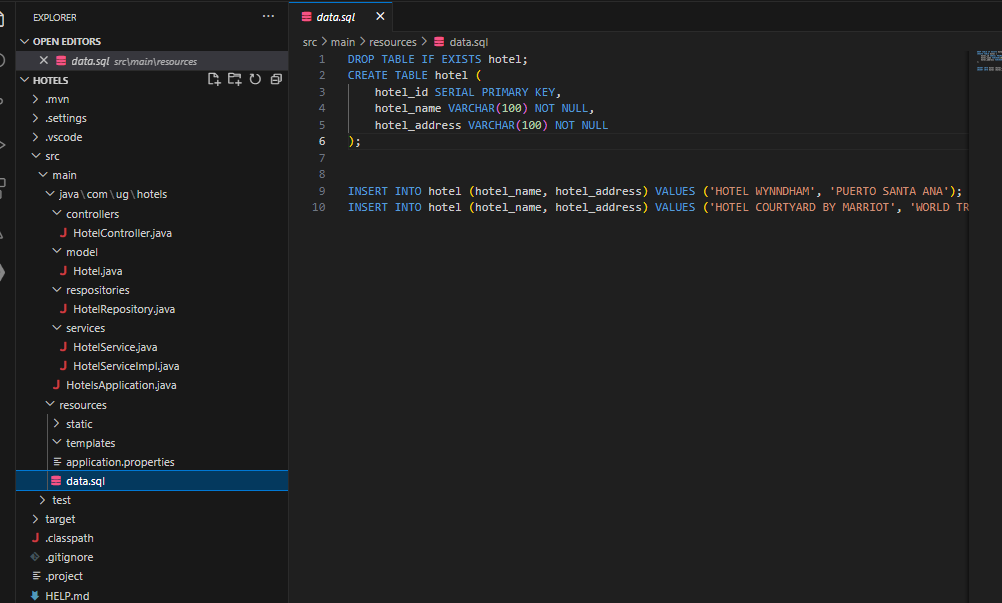 EXPLORER ...
OPEN EDITORS
data.sql src\main\resources
HOTELS
.mvn
.settings
.vscode
src
main
java\com\ug\hotels
controllers
HotelController.java
model
Hotel.java
respositories
HotelRepository.java
services
HotelService.java
HotelServiceImpl.java
HotelsApplication.java
resources
static
templates
application.properties
data.sql
test
target
.classpath
.gitignore
.project
HELP.md
data.sql
src > main > resources > data.sql
1 DROP TABLE IF EXISTS hotel;
2 CREATE TABLE hotel (
3 hotel_id SERIAL PRIMARY KEY,
4 hotel_name VARCHAR(100) NOT NULL,
5 hotel_address VARCHAR(100) NOT NULL
6 );
7
8
9 INSERT INTO hotel (hotel_name, hotel_address) VALUES ('HOTEL WYNNDHAM', 'PUERTO SANTA ANA');
10 INSERT INTO hotel (hotel_name, hotel_address) VALUES ('HOTEL COURTYARD BY MARRIOT', 'WORLD TR